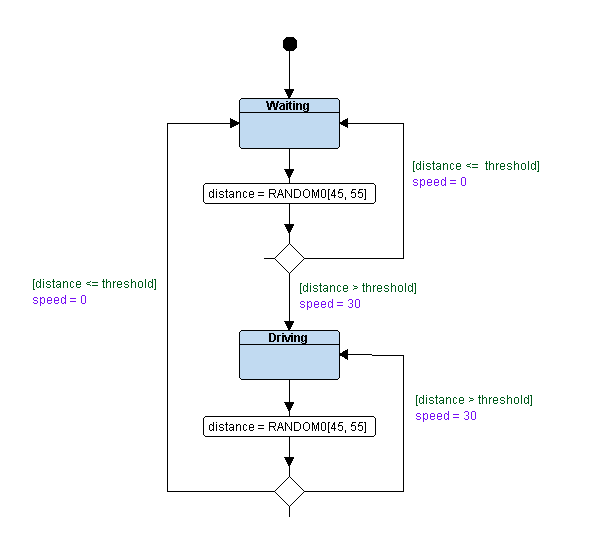 Waiting
[distance <=  threshold]
speed = 0
distance = RANDOM0[45, 55]
[distance <= threshold]
speed = 0
[distance > threshold]
speed = 30
Driving
[distance > threshold]
speed = 30
distance = RANDOM0[45, 55]